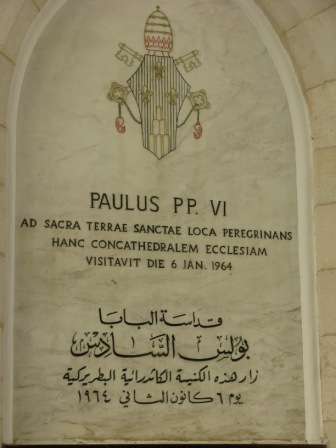 PAULUS PP. VI
AD SACRA TERRAE SANCTAE LOCA PEREGRINANS
HANC CONCATHEDRALEM ECCLESIAM
VISITAVIT DIE 6 JAN. 1964
قداسة البابا
بولس السادس
زار هذه الكنيسة الكاتدرائية البطريركية
يوم ٦ كانون الثاني ١٩٦٤